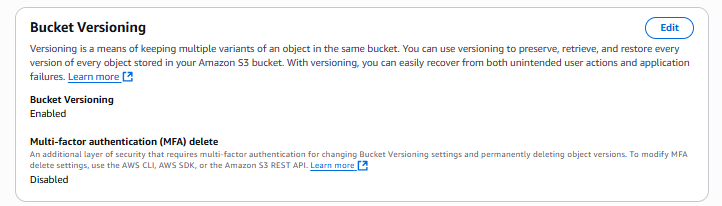 Bucket Versioning
Edit
Versioning is a means of keeping multiple variants of an object in the same bucket. You can use versioning to preserve, retrieve, and restore every
version of every object stored in your Amazon S3 bucket. With versioning, you can easily recover from both unintended user actions and application
failures. Learn more
Bucket Versioning
Enabled
Multi-factor authentication (MFA) delete
An additional layer of security that requires multi-factor authentication for changing Bucket Versioning settings and permanently deleting object versions. To modify MFA
delete settings, use the AWS CLI, AWS SDK, or the Amazon S3 REST API. Learn more
Disabled